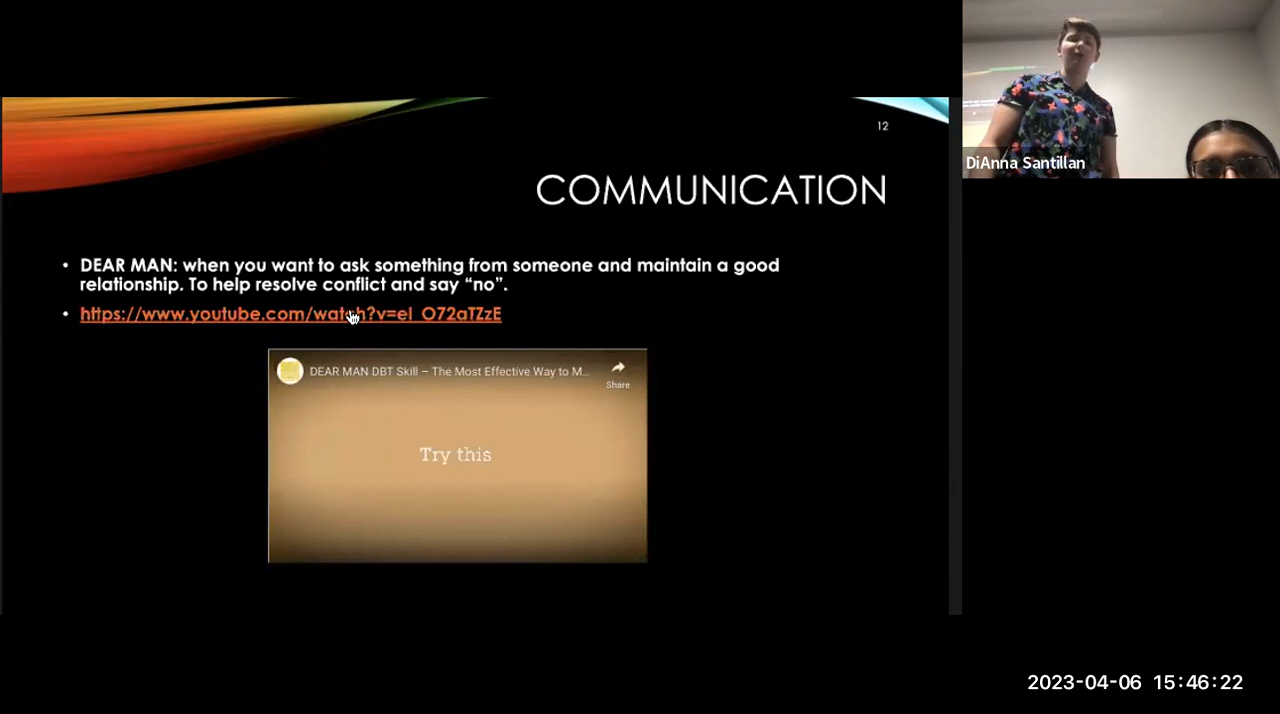 12
COMMUNICATION
• DEAR MAN: when you want to ask something from someone and maintain a good
relationship. To help resolve conflict and say “no”.
• https://www.youtube.com/watch?v=eI_O72aTZzE
DEAR MAN DBT Skill – The Most Effective Way to M...
Share
Try this
DiAnna Santillan
2023-04-06 15:46:22